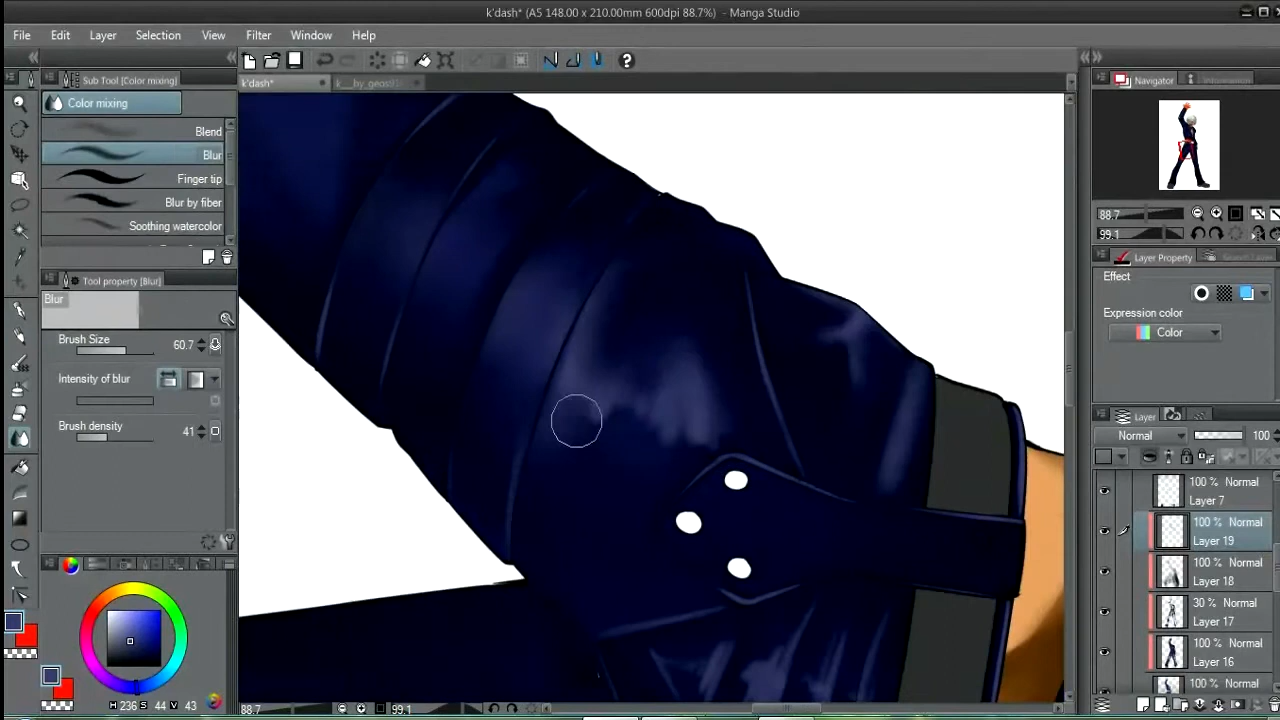 k'dash* (A5 148.00 x 210.00mm 600dpi 88.7%) - Manga Studio
File Edit Layer Selection View Filter Window Help
Sub Tool [Color mixing]
Color mixing
Blend
Blur
Finger tip
Blur by fiber
Soothing watercolor
Tool property [Blur]
Blur
Brush Size 60.7
Intensity of blur
Brush density 41
H 236 S 44 V 43
k'dash*
88.7 99.1
Navigator
88.7
99.1
Layer Property
Effect
Expression color
Color
Layer
Normal 100
100 % Normal
Layer 7
100 % Normal
Layer 19
100 % Normal
Layer 18
30 % Normal
Layer 17
100 % Normal
Layer 16
100 % Normal